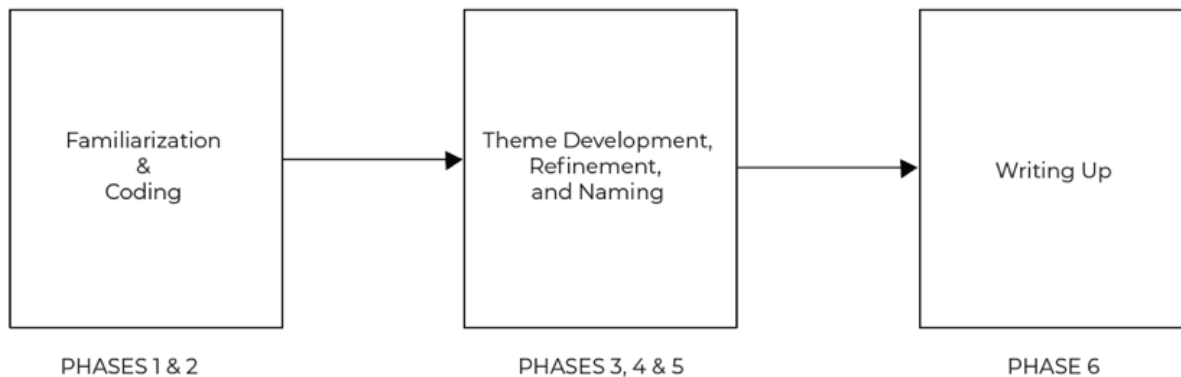 Familiarization
&
Coding
Theme Development,
Refinement,
and Naming
Writing Up
PHASES 1 & 2
PHASES 3, 4 & 5
PHASE 6